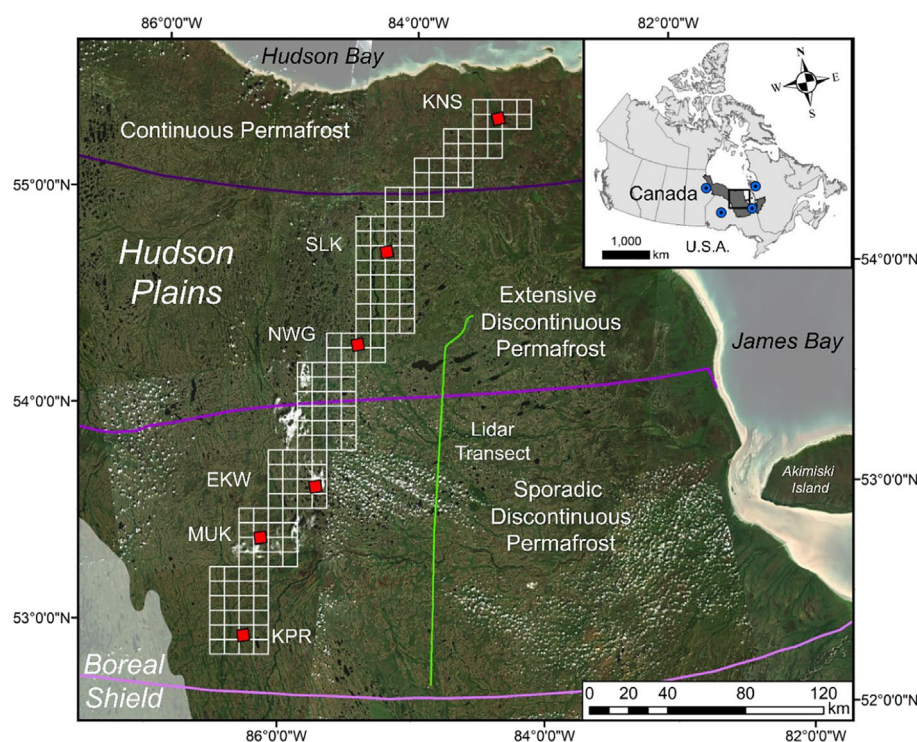 86°0'0"W
84°0'0"W
82°0'0"W
Hudson Bay
KNS
Continuous Permafrost
55°0'0"N
SLK
Hudson
Plains
NWG
Extensive
Discontinuous
Permafrost
N
W
E
S
Canada
1,000
km
U.S.A.
54°0'0"N
James Bay
54°0'0"N
Lidar
Transect
EKW
Sporadic
Discontinuous
Permafrost
Akimiski
Island
53°0'0"N
MUK
53°0'0"N
KPR
Boreal
Shield
0 10 20 40 80 120
km
52°0'0"N
86°0'0"W
84°0'0"W
82°0'0"W